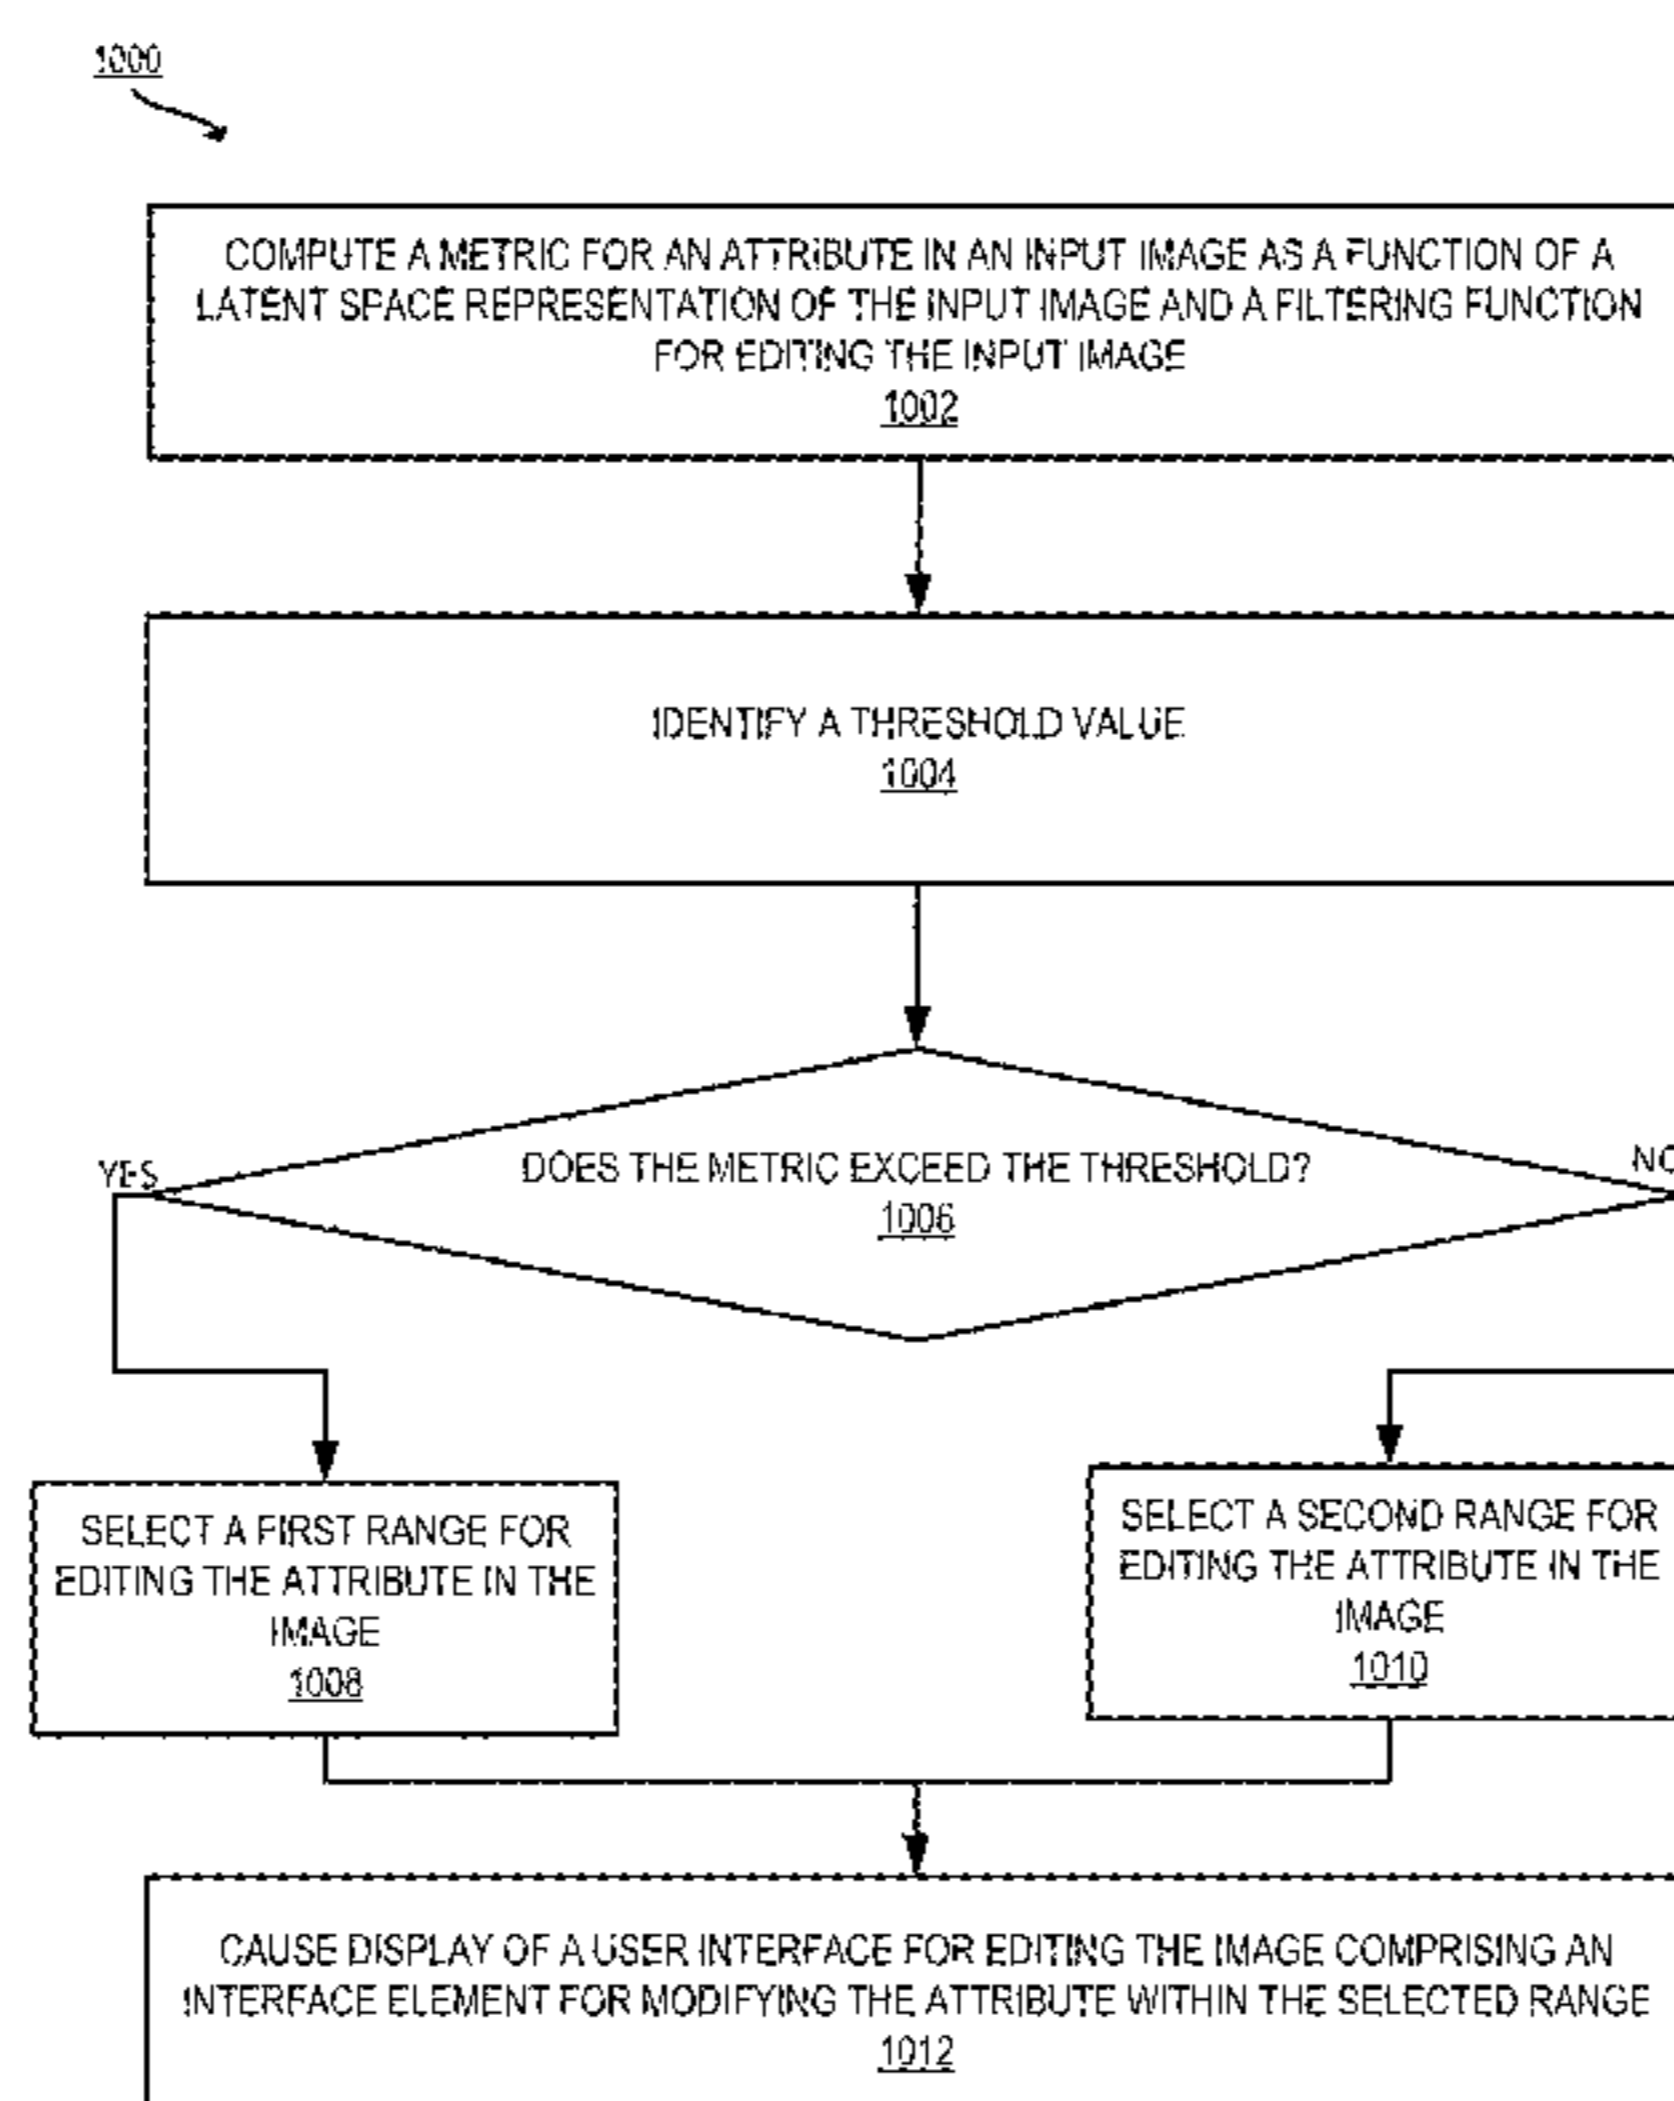 1000
COMPUTE A METRIC FOR AN ATTRIBUTE IN AN INPUT IMAGE AS A FUNCTION OF A
LATENT SPACE REPRESENTATION OF THE INPUT IMAGE AND A FILTERING FUNCTION
FOR EDITING THE INPUT IMAGE
1002
IDENTIFY A THRESHOLD VALUE
1004
YES
DOES THE METRIC EXCEED THE THRESHOLD?
NO
1006
SELECT A FIRST RANGE FOR
EDITING THE ATTRIBUTE IN THE
IMAGE
1008
SELECT A SECOND RANGE FOR
EDITING THE ATTRIBUTE IN THE
IMAGE
1010
CAUSE DISPLAY OF A USER INTERFACE FOR EDITING THE IMAGE COMPRISING AN
INTERFACE ELEMENT FOR MODIFYING THE ATTRIBUTE WITHIN THE SELECTED RANGE
1012